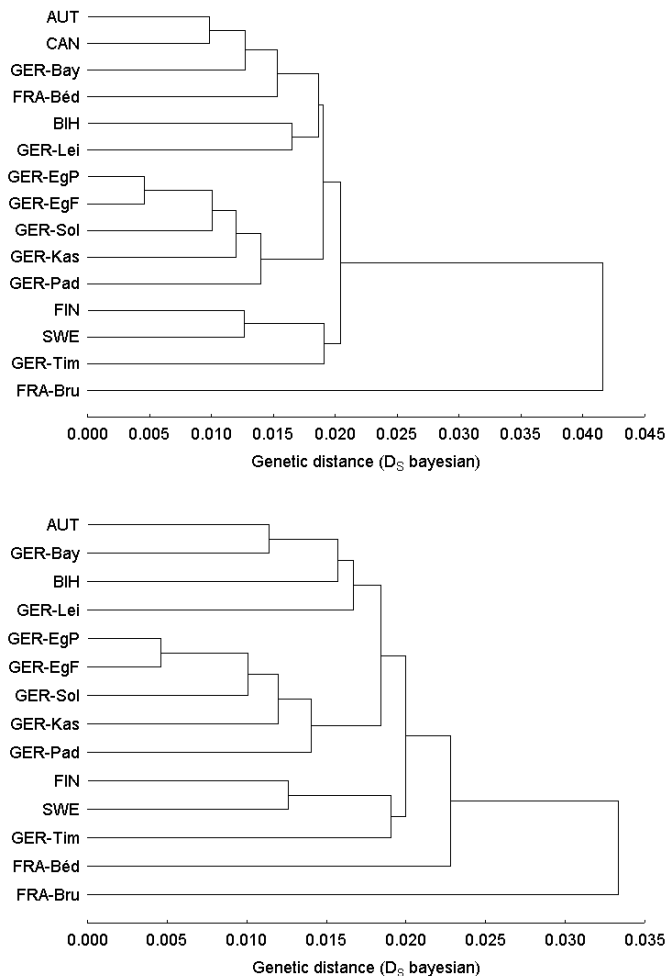 AUT
CAN
GER-Bay
FRA-Béd
BIH
GER-Lei
GER-EgP
GER-EgF
GER-Sol
GER-Kas
GER-Pad
FIN
SWE
GER-Tim
FRA-Bru
0.000 0.005 0.010 0.015 0.020 0.025 0.030 0.035 0.040 0.045
Genetic distance (DS bayesian)
AUT
GER-Bay
BIH
GER-Lei
GER-EgP
GER-EgF
GER-Sol
GER-Kas
GER-Pad
FIN
SWE
GER-Tim
FRA-Béd
FRA-Bru
0.000 0.005 0.010 0.015 0.020 0.025 0.030 0.035
Genetic distance (DS bayesian)